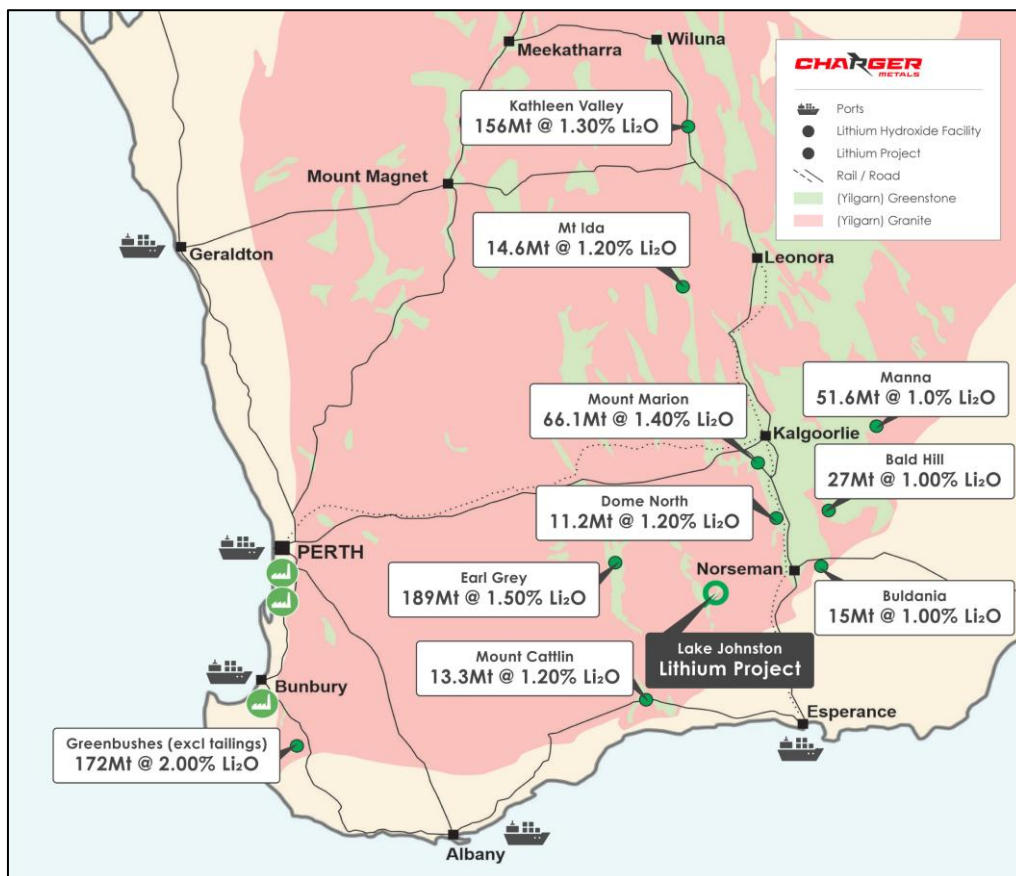 Meekatharra
Wiluna
CHARGER
METALS
Ports
Lithium Hydroxide Facility
Lithium Project
Rail / Road
(Yilgarn) Greenstone
(Yilgarn) Granite
Kathleen Valley
156Mt @ 1.30% Li₂O
Mount Magnet
Mt Ida
14.6Mt @ 1.20% Li₂O
Geraldton
Leonora
Manna
51.6Mt @ 1.0% Li₂O
Mount Marion
66.1Mt @ 1.40% Li₂O
Kalgoorlie
Bald Hill
27Mt @ 1.00% Li₂O
Dome North
11.2Mt @ 1.20% Li₂O
PERTH
Earl Grey
189Mt @ 1.50% Li₂O
Norseman
Buldania
15Mt @ 1.00% Li₂O
Lake Johnston
Lithium Project
Mount Cattlin
13.3Mt @ 1.20% Li₂O
Bunbury
Esperance
Greenbushes (excl tailings)
172Mt @ 2.00% Li₂O
Albany